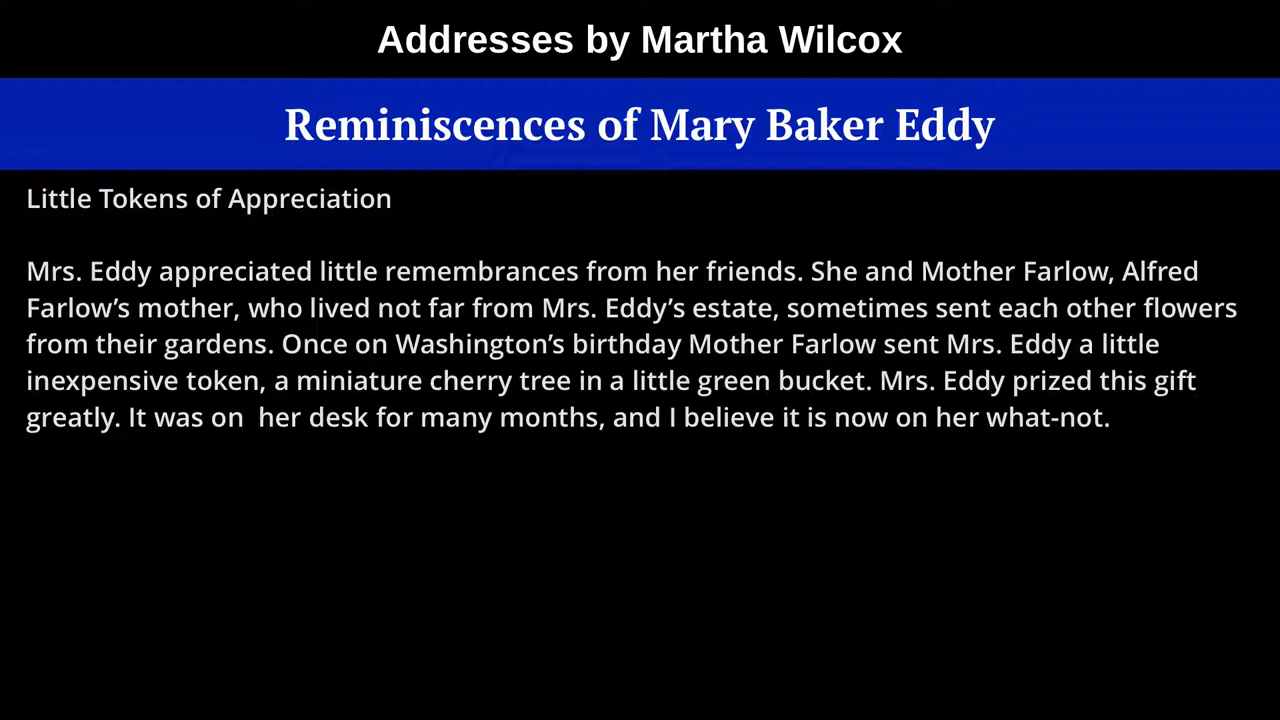 Addresses by Martha Wilcox
Reminiscences of Mary Baker Eddy
Little Tokens of Appreciation
Mrs. Eddy appreciated little remembrances from her friends. She and Mother Farlow, Alfred
Farlow’s mother, who lived not far from Mrs. Eddy’s estate, sometimes sent each other flowers
from their gardens. Once on Washington’s birthday Mother Farlow sent Mrs. Eddy a little
inexpensive token, a miniature cherry tree in a little green bucket. Mrs. Eddy prized this gift
greatly. It was on  her desk for many months, and I believe it is now on her what-not.